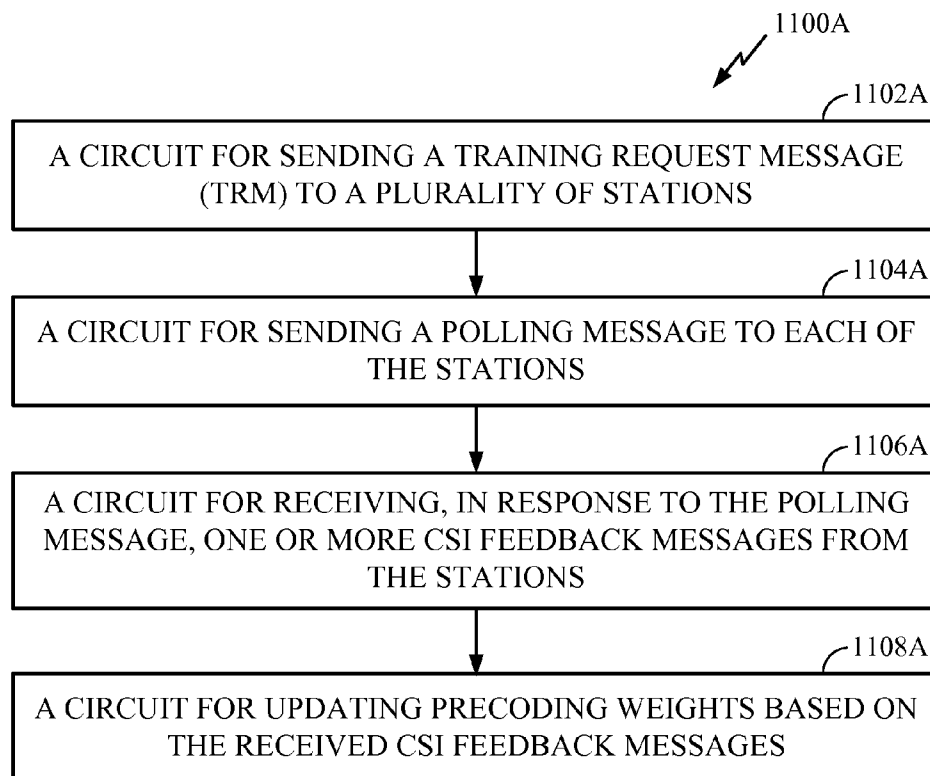 1100A
1102A
A CIRCUIT FOR SENDING A TRAINING REQUEST MESSAGE
(TRM) TO A PLURALITY OF STATIONS
1104A
A CIRCUIT FOR SENDING A POLLING MESSAGE TO EACH OF
THE STATIONS
1106A
A CIRCUIT FOR RECEIVING, IN RESPONSE TO THE POLLING
MESSAGE, ONE OR MORE CSI FEEDBACK MESSAGES FROM
THE STATIONS
1108A
A CIRCUIT FOR UPDATING PRECODING WEIGHTS BASED ON
THE RECEIVED CSI FEEDBACK MESSAGES